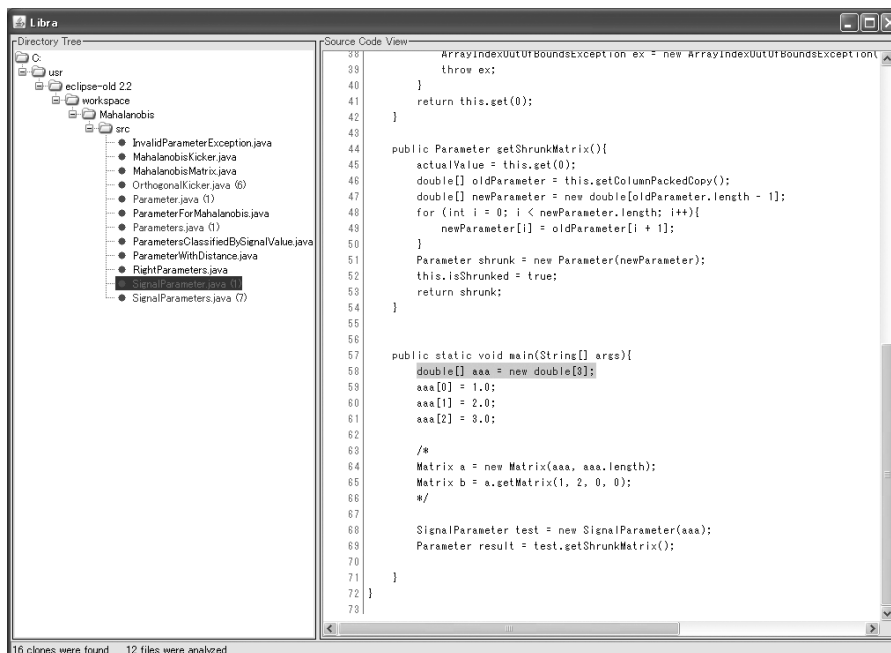 Libra
Directory Tree
C:
usr
eclipse-old 2.2
workspace
Mahalanobis
src
InvalidParameterException.java
MahalanobisKicker.java
MahalanobisMatrix.java
OrthogonalKicker.java (6)
Parameter.java (1)
ParameterForMahalanobis.java
Parameters.java (1)
ParametersClassifiedBySignalValue.java
ParameterWithDistance.java
RightParameters.java
SignalParameter.java (1)
SignalParameters.java (7)
Source Code View
38 ArrayIndexOutOfBoundsException ex = new ArrayIndexOutOfBoundsException(
39 throw ex;
40 }
41 return this.get(0);
42 }
43
44 public Parameter getShrunkMatrix(){
45 actualValue = this.get(0);
46 double[] oldParameter = this.getColumnPackedCopy();
47 double[] newParameter = new double[oldParameter.length - 1];
48 for (int i = 0; i < newParameter.length; i++){
49 newParameter[i] = oldParameter[i + 1];
50 }
51 Parameter shrunk = new Parameter(newParameter);
52 this.isShrunked = true;
53 return shrunk;
54 }
55
56
57 public static void main(String[] args){
58 double[] aaa = new double[3];
59 aaa[0] = 1.0;
60 aaa[1] = 2.0;
61 aaa[2] = 3.0;
62
63 /*
64 Matrix a = new Matrix(aaa, aaa.length);
65 Matrix b = a.getMatrix(1, 2, 0, 0);
66 */
67
68 SignalParameter test = new SignalParameter(aaa);
69 Parameter result = test.getShrunkMatrix();
70
71 }
72 }
73
16 clones were found 12 files were analyzed